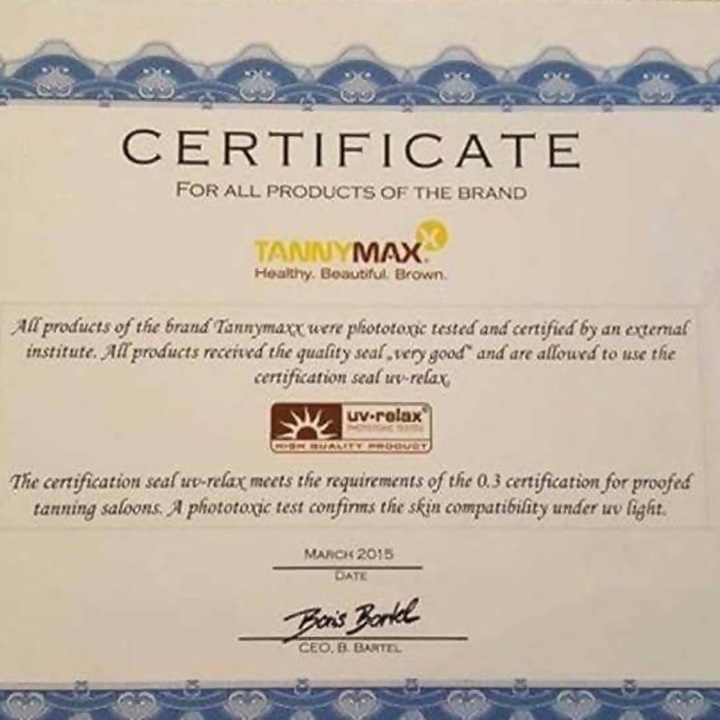 CERTIFICATE
FOR ALL PRODUCTS OF THE BRAND
TANNYMAXX
Healthy. Beautiful. Brown.
All products of the brand Tannymaxx were phototoxic tested and certified by an external
institute. All products received the quality seal „very good" and are allowed to use the
certification seal uv-relax.
uv-relax®
PHOTOTOXIC TESTED
HIGH QUALITY PRODUCT
The certification seal uv-relax meets the requirements of the 0.3 certification for proofed
tanning saloons. A phototoxic test confirms the skin compatibility under uv light.
MARCH 2015
DATE
Boris Bartel
CEO, B. BARTEL